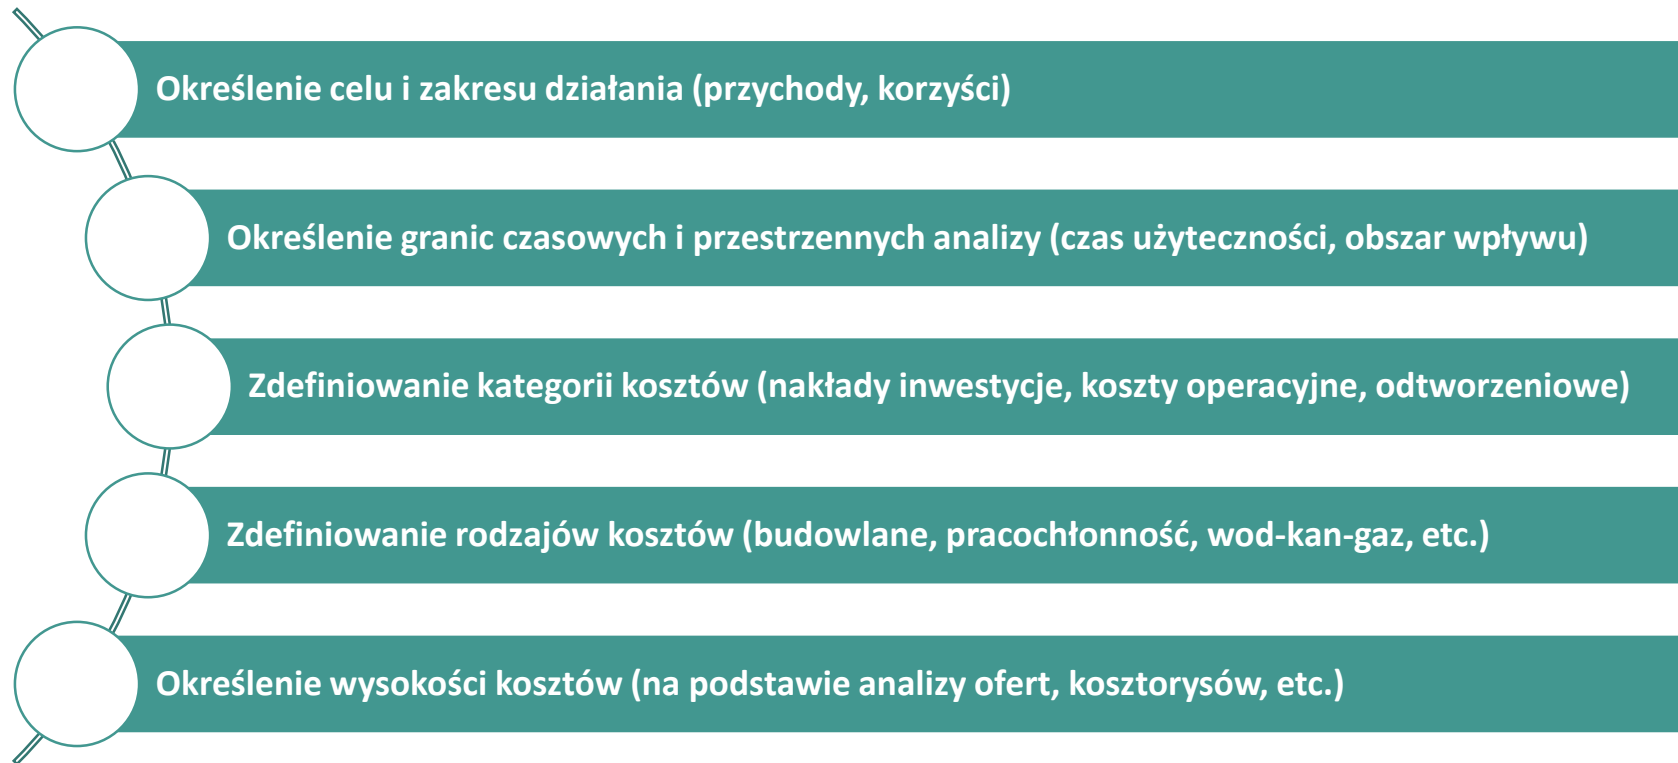 Określenie celu i zakresu działania (przychody, korzyści)
Określenie granic czasowych i przestrzennych analizy (czas użyteczności, obszar wpływu)
Zdefiniowanie kategorii kosztów (nakłady inwestycje, koszty operacyjne, odtworzeniowe)
Zdefiniowanie rodzajów kosztów (budowlane, pracochłonność, wod-kan-gaz, etc.)
Określenie wysokości kosztów (na podstawie analizy ofert, kosztorysów, etc.)